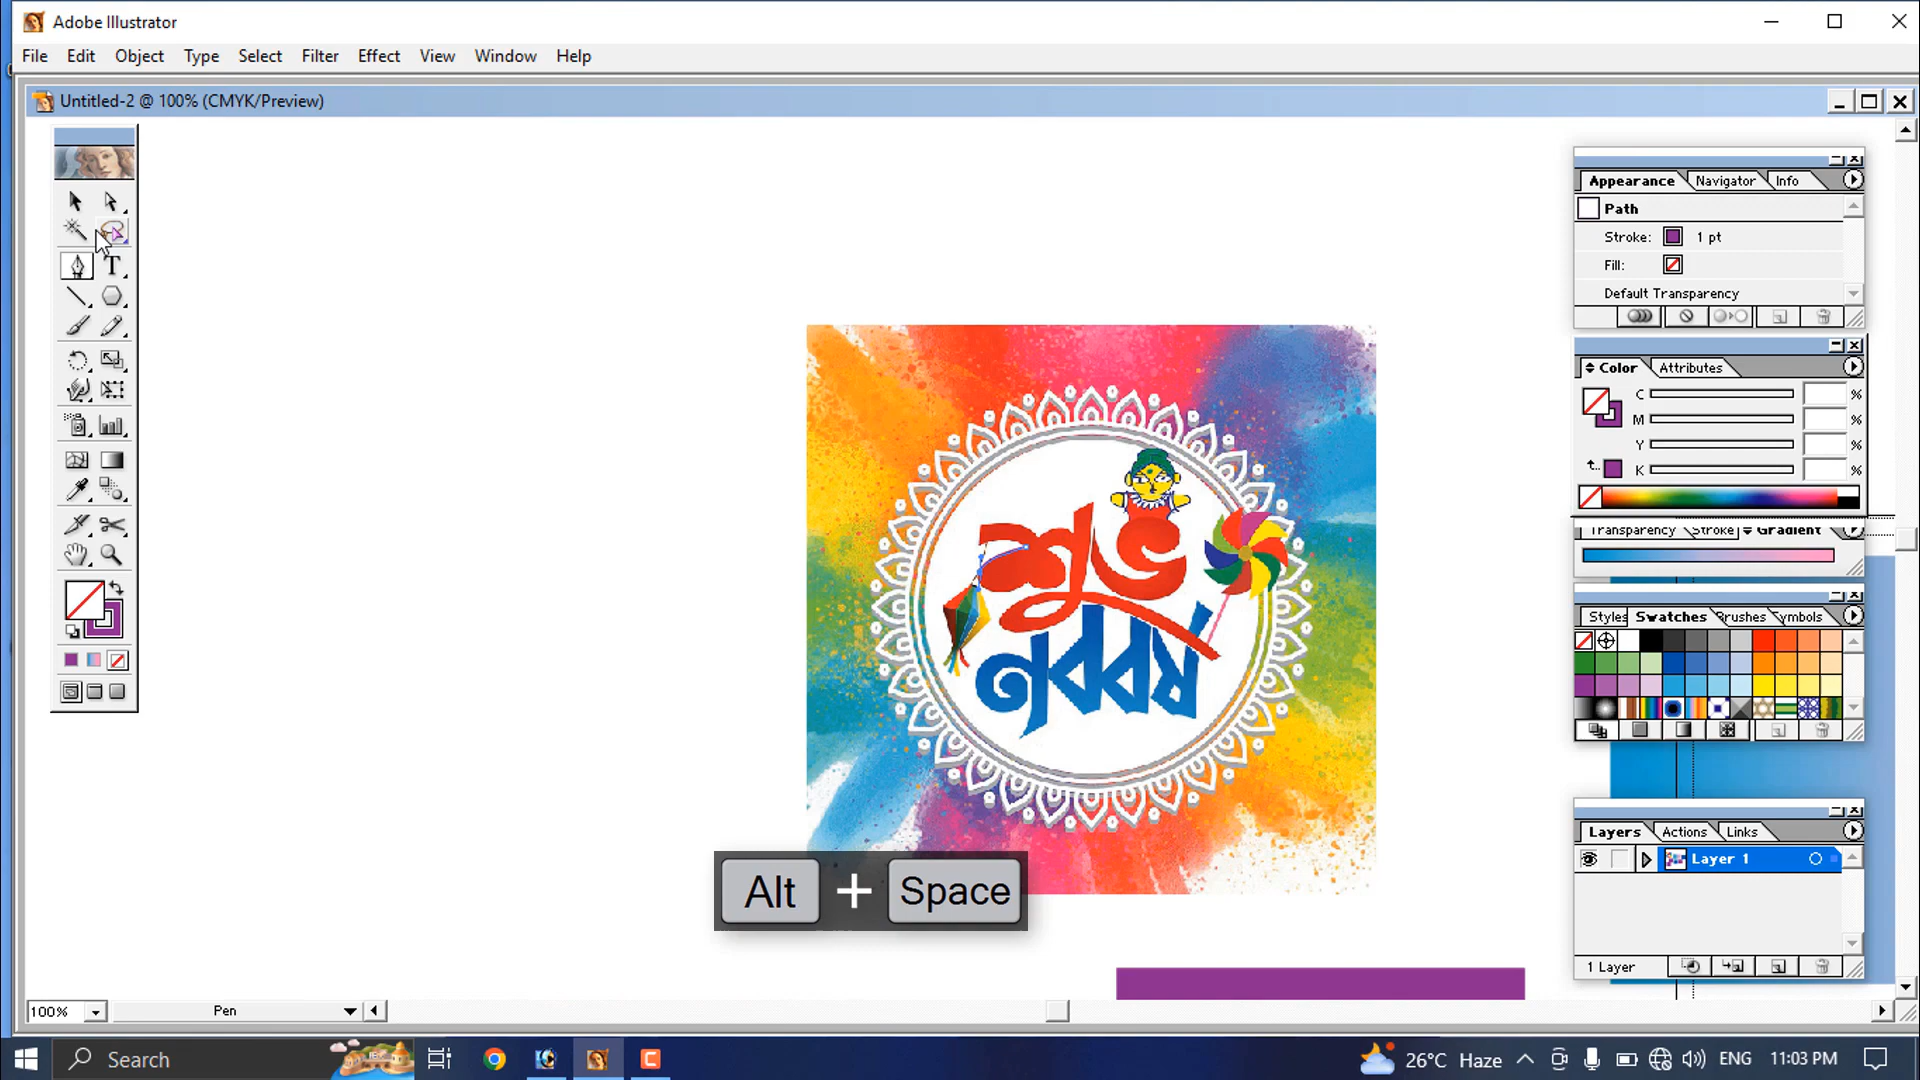 Adobe Illustrator
File Edit Object Type Select Filter Effect View Window Help
Untitled-2 @ 100% (CMYK/Preview)
Appearance Navigator Info
Path
Stroke: 1 pt
Fill:
Default Transparency
Color Attributes
C %
M %
Y %
K %
Transparency Stroke Gradient
Styles Swatches Brushes Symbols
Layers Actions Links
Layer 1
1 Layer
T
শুভ
নববর্ষ
Alt + Space
100% Pen
Search
26°C Haze ENG 11:03 PM